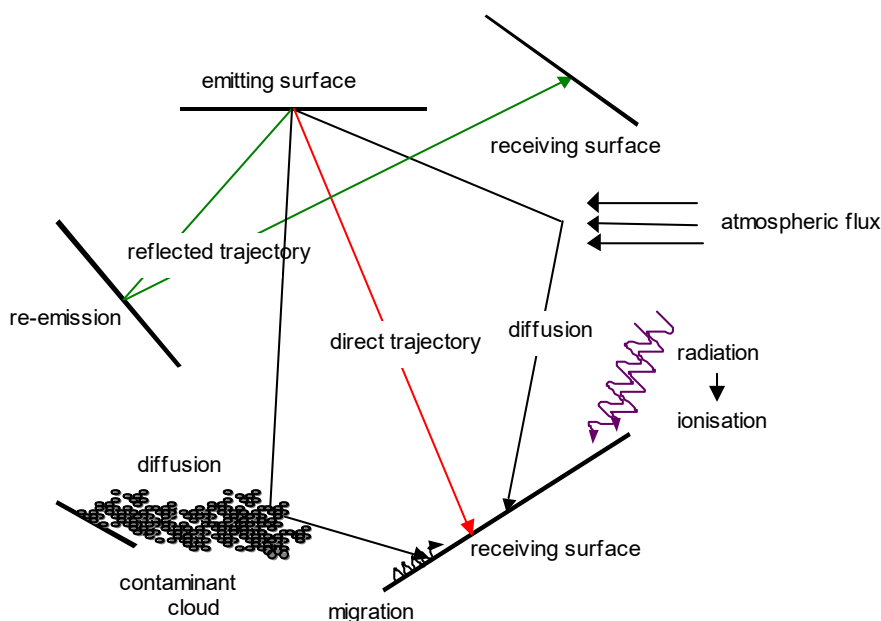 emitting surface
receiving surface
atmospheric flux
reflected trajectory
re-emission
direct trajectory
diffusion
radiation
ionisation
diffusion
receiving surface
contaminant
cloud
migration